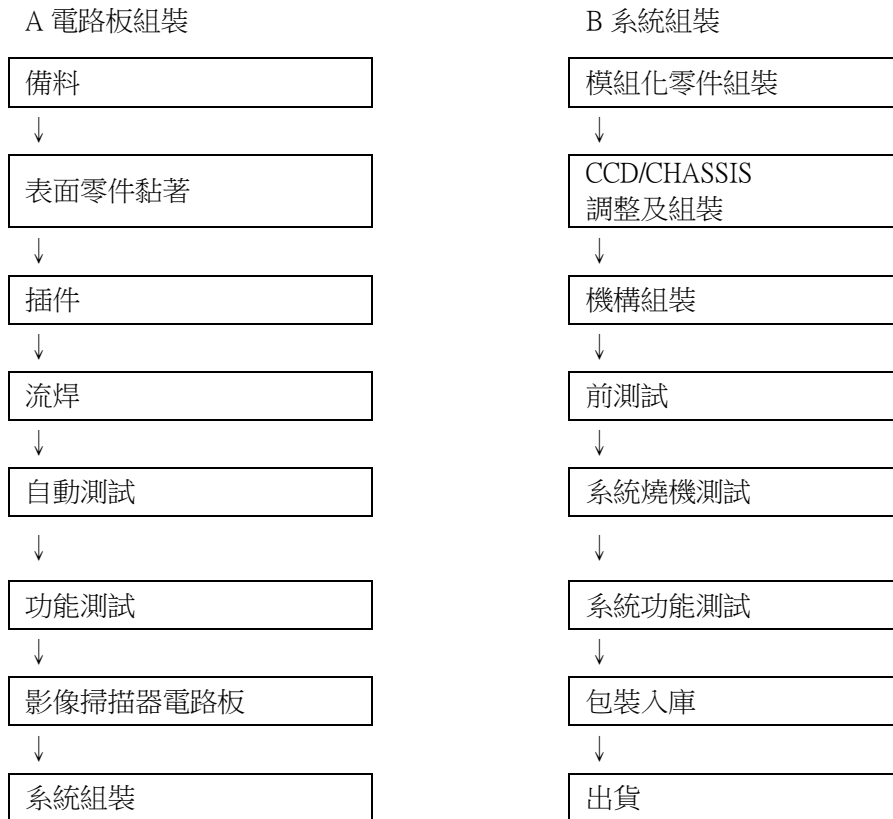 A 電路板組裝
備料
↓
表面零件黏著
↓
插件
↓
流焊
↓
自動測試
↓
功能測試
↓
影像掃描器電路板
↓
系統組裝
B 系統組裝
模組化零件組裝
↓
CCD/CHASSIS
調整及組裝
↓
機構組裝
↓
前測試
↓
系統燒機測試
↓
系統功能測試
↓
包裝入庫
↓
出貨